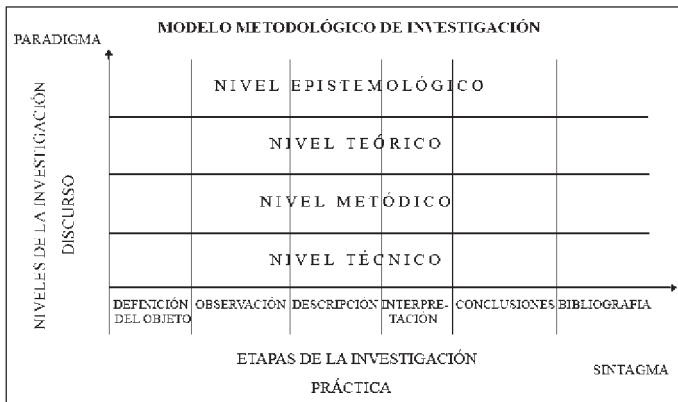 MODELO METODOLÓGICO DE INVESTIGACIÓN
PARADIGMA
NIVELES DE LA INVESTIGACIÓN
DISCURSO
NIVEL EPISTEMOLÓGICO
NIVEL TEÓRICO
NIVEL METÓDICO
NIVEL TÉCNICO
DEFINICIÓN
DEL OBJETO
OBSERVACIÓN
DESCRIPCION
INTERPRE-
TACIÓN
CONCLUSIONES
BIBLIOGRAFIA
ETAPAS DE LA INVESTIGACIÓN
SINTAGMA
PRÁCTICA